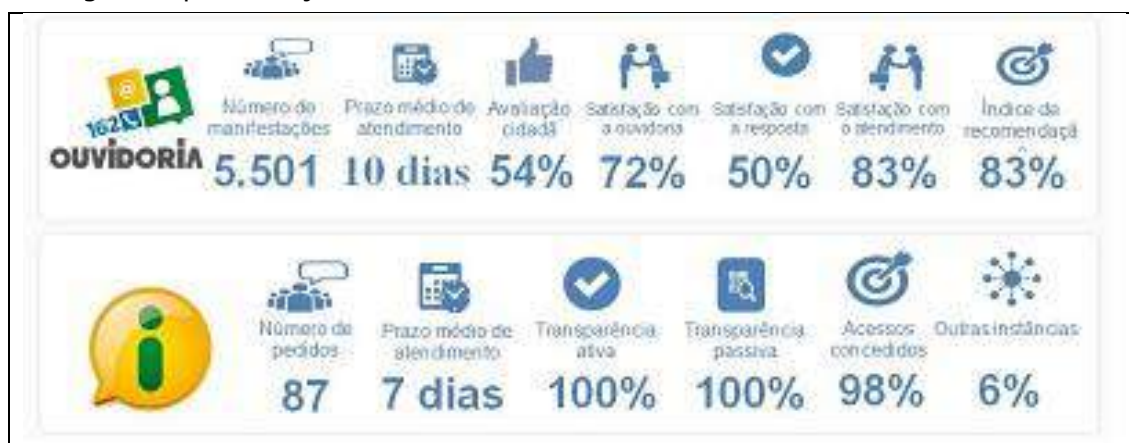 162
OUVIDORIA
Número de
manifestações
5.501
Prazo médio de
atendimento
10 dias
Avaliação
cidadã
54%
Satisfação com
a ouvidoria
72%
Satisfação com
a resposta
50%
Satisfação com
o atendimento
83%
Índice de
recomendaçã
83%
i
Número de
pedidos
87
Prazo médio de
atendimento
7 dias
Transparência
ativa
100%
Transparência
passiva
100%
Acessos
concedidos
98%
Outras instâncias
6%